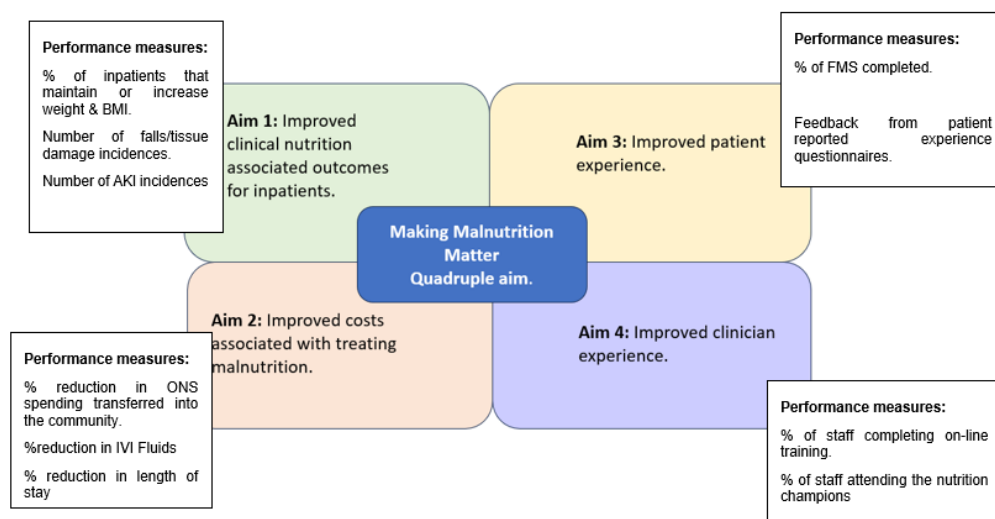 Performance measures:
% of inpatients that
maintain or increase
weight & BMI.
Number of falls/tissue
damage incidences.
Number of AKI incidences
Aim 1: Improved
clinical nutrition
associated outcomes
for inpatients.
Performance measures:
% of FMS completed.
Feedback from patient
reported experience
questionnaires.
Aim 3: Improved patient
experience.
Making Malnutrition
Matter
Quadruple aim.
Performance measures:
% reduction in ONS
spending transferred into
the community.
%reduction in IVI Fluids
% reduction in length of
stay
Aim 2: Improved costs
associated with treating
malnutrition.
Aim 4: Improved clinician
experience.
Performance measures:
% of staff completing on-line
training.
% of staff attending the nutrition
champions